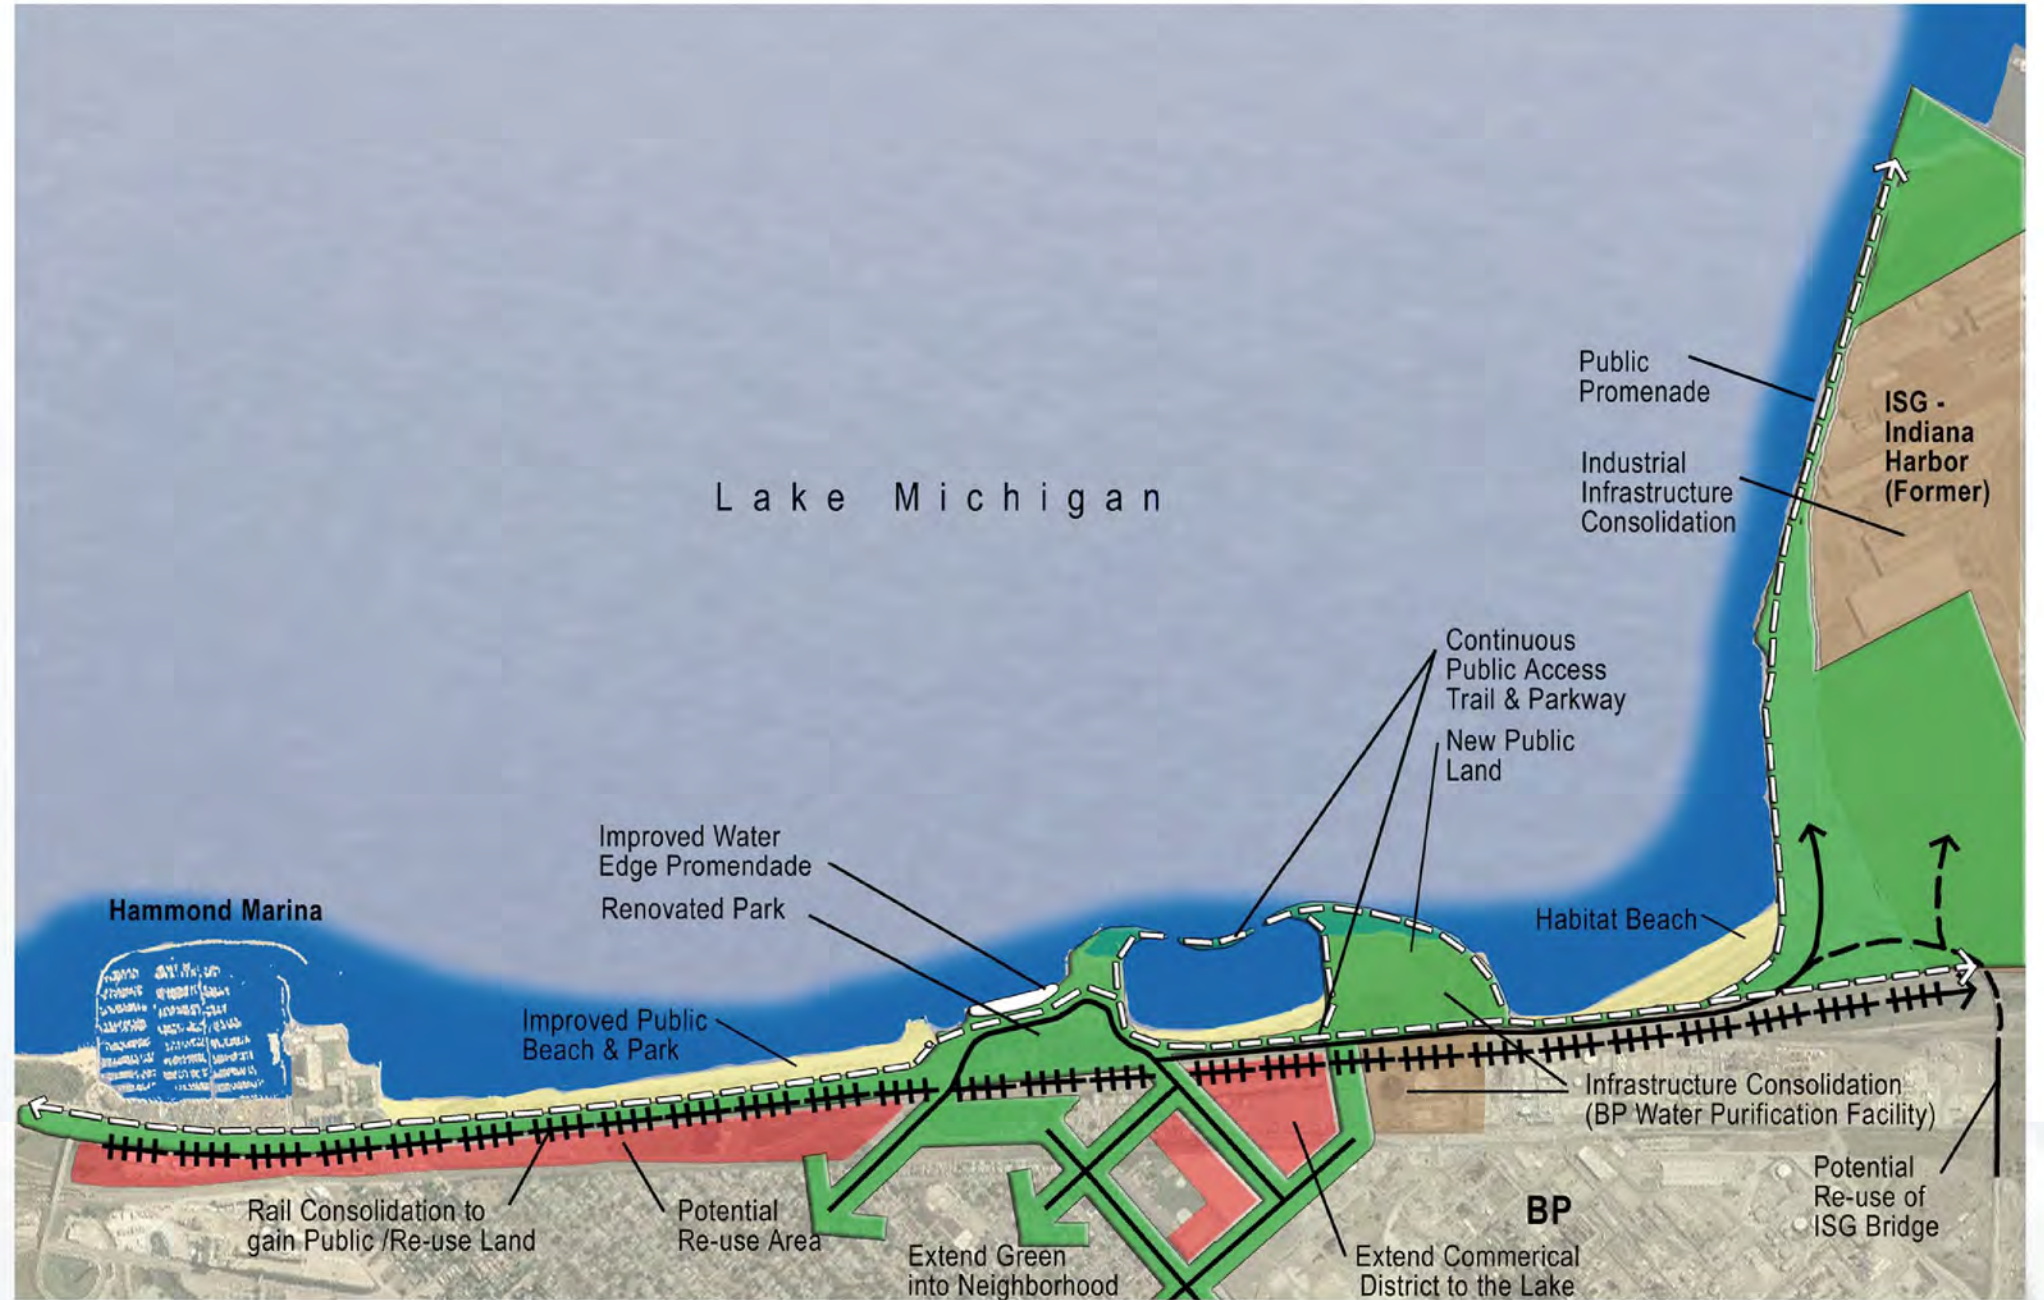 Public
Promenade
ISG -
Indiana
Harbor
(Former)
Industrial
Infrastructure
Consolidation
Lake Michigan
Continuous
Public Access
Trail & Parkway
New Public
Land
Improved Water
Edge Promendade
Renovated Park
Hammond Marina
Habitat Beach
Improved Public
Beach & Park
Infrastructure Consolidation
(BP Water Purification Facility)
Potential
Re-use of
ISG Bridge
Rail Consolidation to
gain Public /Re-use Land
Potential
Re-use Area
BP
Extend Green
into Neighborhood
Extend Commerical
District to the Lake